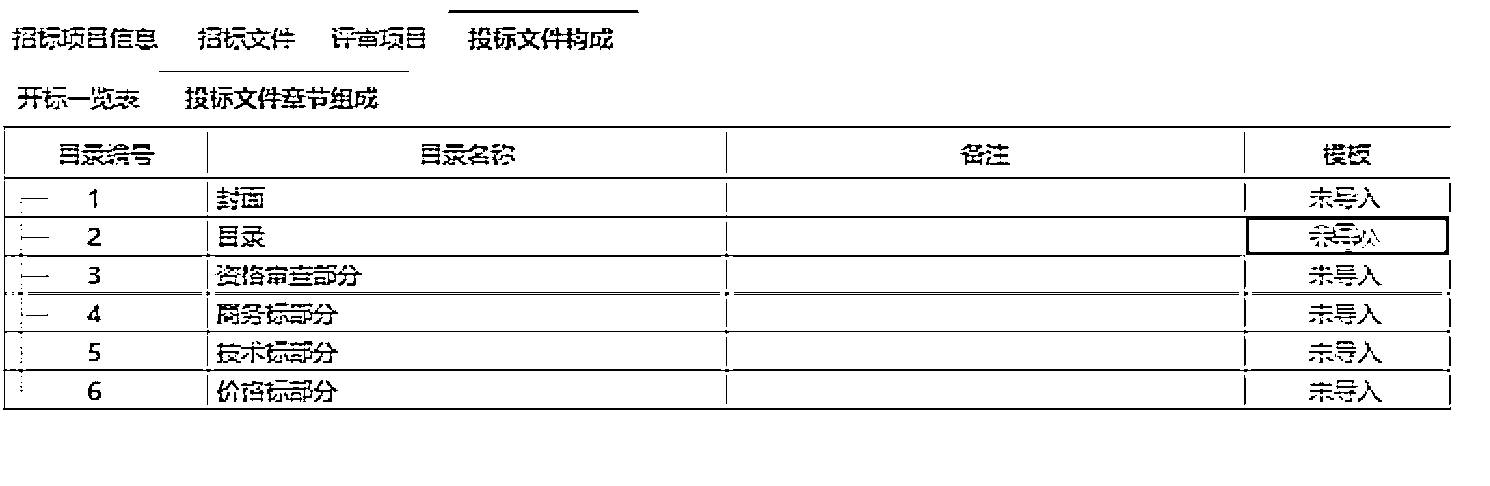 招标项目信息 招标文件 评审项目 投标文件构成
开标一览表 投标文件章节组成
目录编号 目录名称 备注 模板
1 封面 未导入
2 目录 未导入
3 资格审查部分 未导入
4 商务标部分 未导入
5 技术标部分 未导入
6 价格标部分 未导入